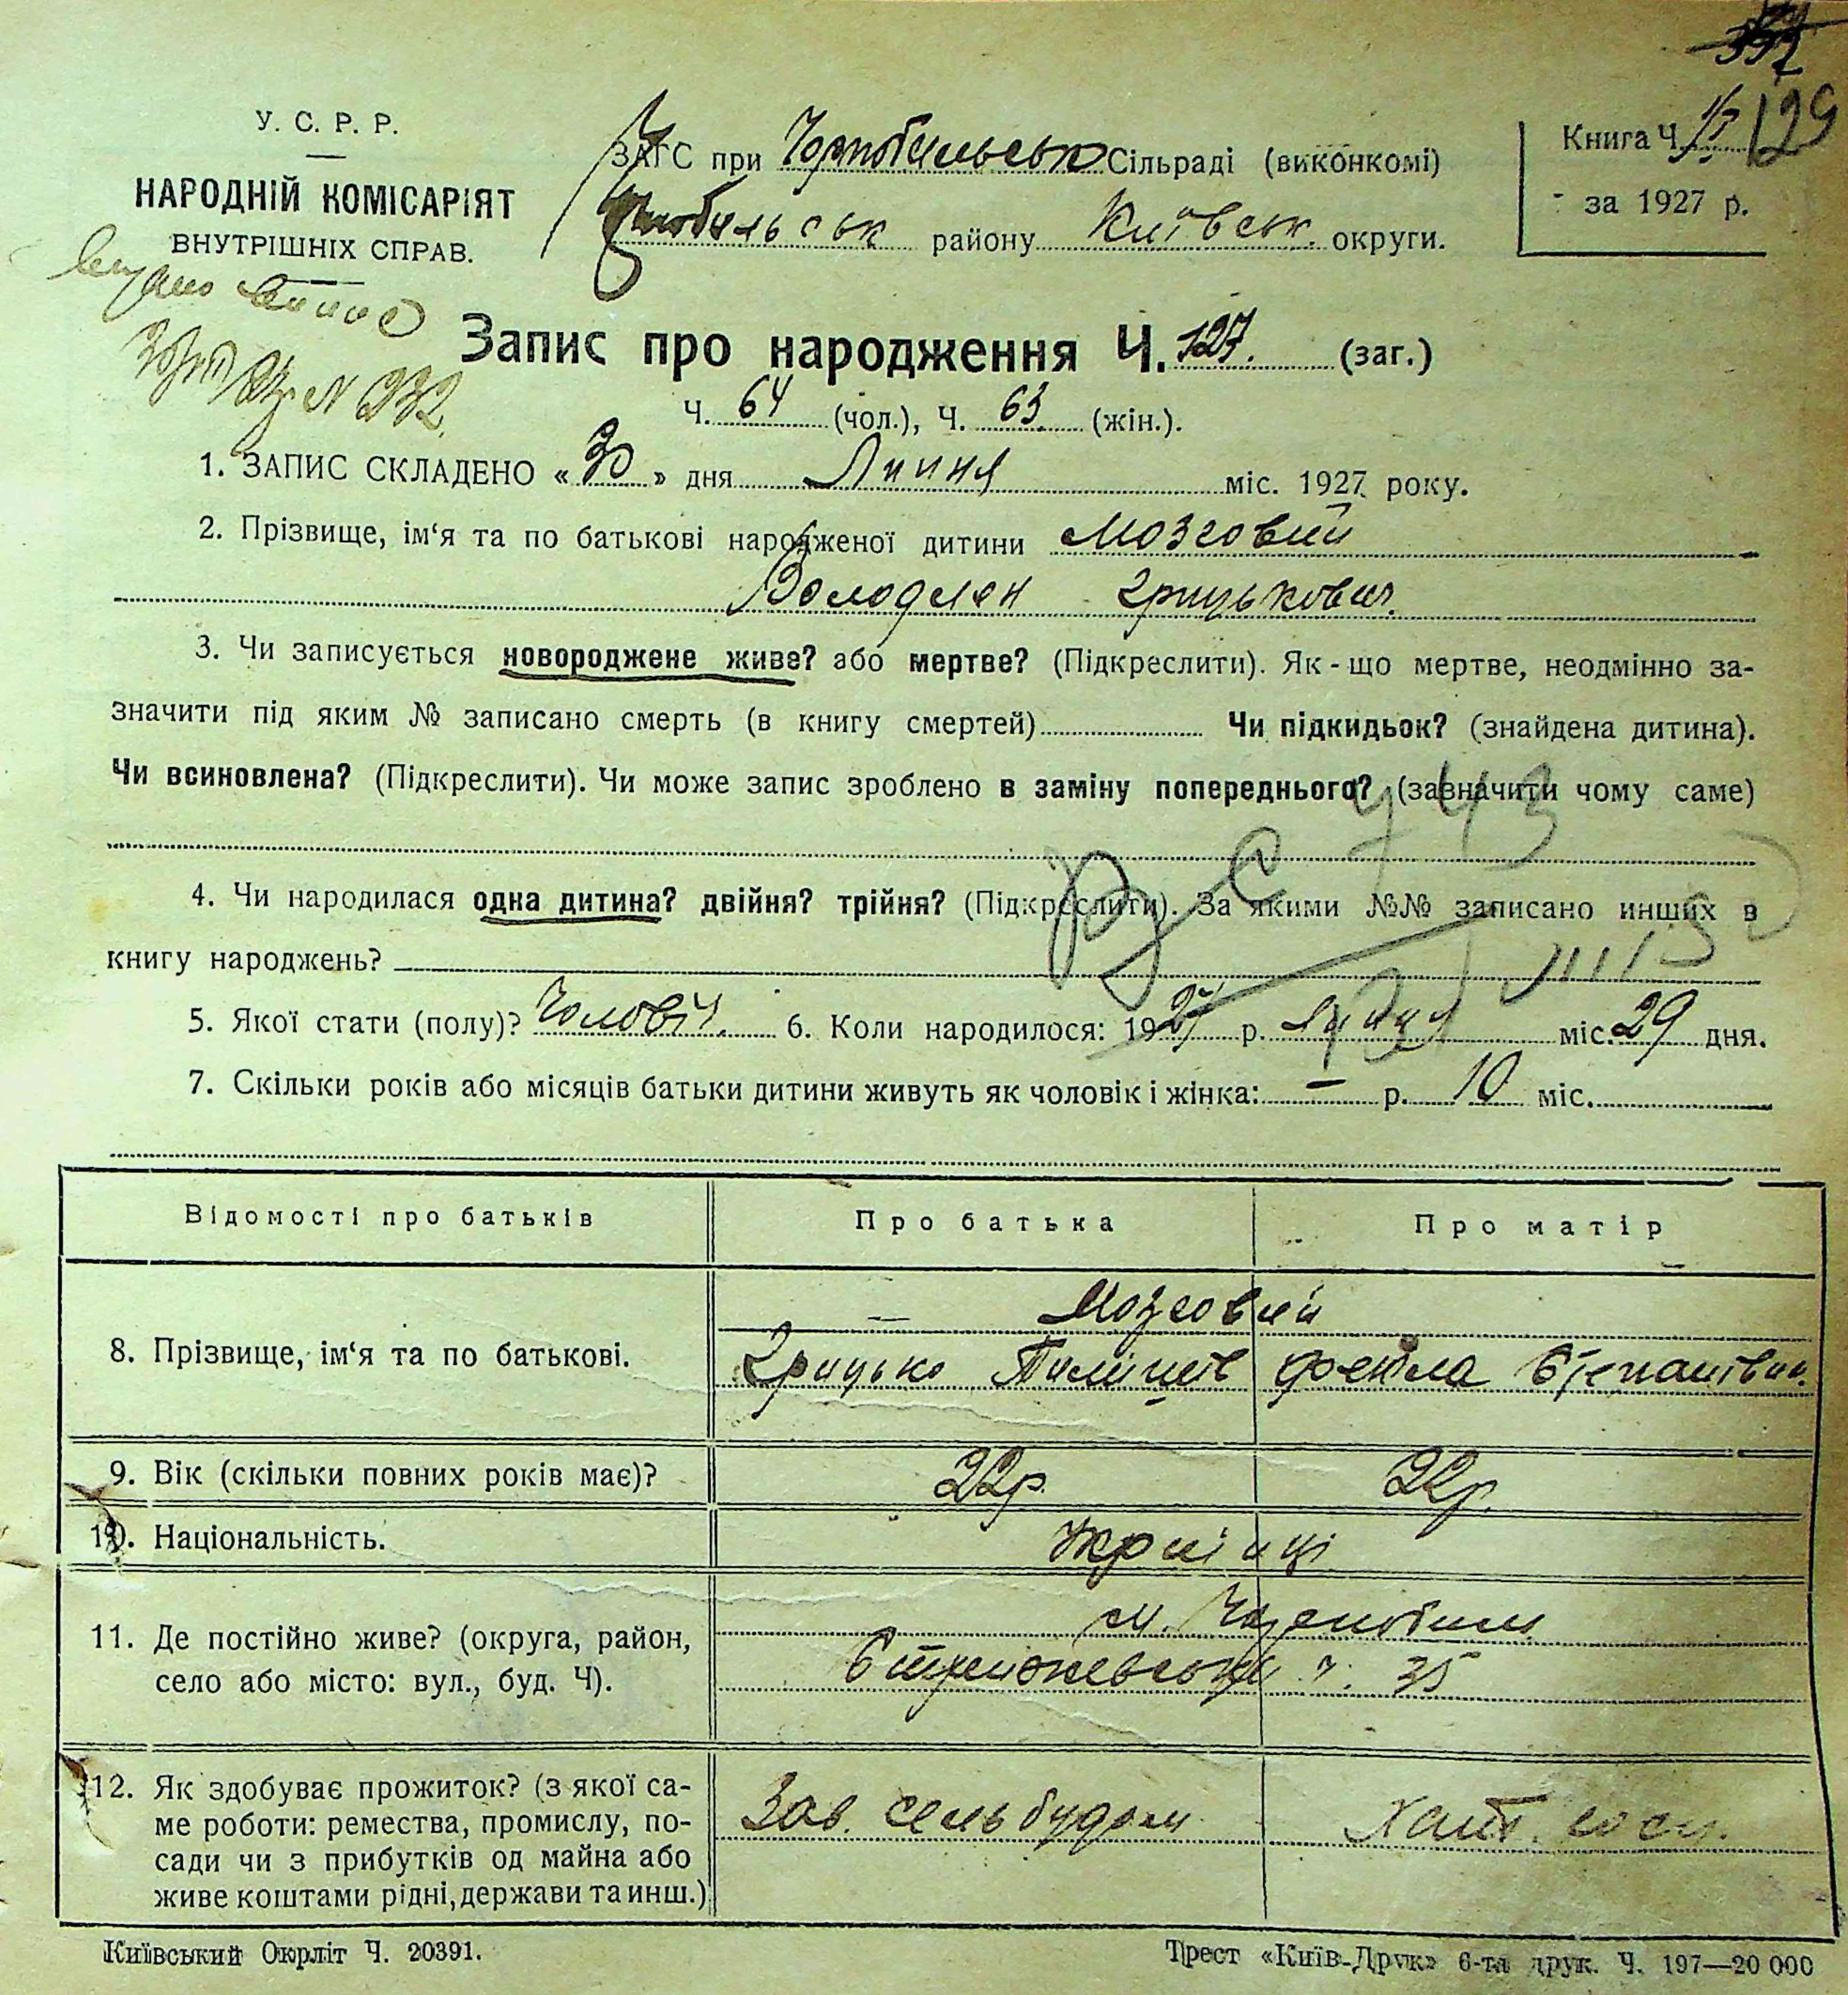 У. С. Р. Р.
НАРОДНІЙ КОМІСАРІЯТ
ВНУТРІШНІХ СПРАВ.
ЗАГС при Чорнобильськ Сільраді (виконкомі)
району Київськ. округи.
Книга Ч. 129
за 1927 р.
видано
N 932
Запис про народження Ч. 127. (заг.)
Ч. 64 (чол.), Ч. 63 (жін.).
1. ЗАПИС СКЛАДЕНО « 30 » дня Липня міс. 1927 року.
2. Прізвище, ім‘я та по батькові народженої дитини Мозговий
Володлен Грицькович
3. Чи записується новороджене живе? або мертве? (Підкреслити). Як - що мертве, неодмінно за-
значити під яким № записано смерть (в книгу смертей) Чи підкидьок? (знайдена дитина).
Чи всиновлена? (Підкреслити). Чи може запис зроблено в заміну попереднього? (зазначити чому саме)
4. Чи народилася одна дитина? двійня? трійня? (Підкреслити). За якими №№ записано инших в
книгу народжень?
5. Якої стати (полу)? Чоловіч. 6. Коли народилося: 1927 р. Липня міс. 29 дня.
7. Скільки років або місяців батьки дитини живуть як чоловік і жінка: — р. 10 міс.
Відомості про батьків Про батька Про матір
8. Прізвище, ім‘я та по батькові.
Мозговий
Грицько Пилипів Фекла Степанівна.
9. Вік (скільки повних років має)? 22р. 22р.
10. Національність. Українці
11. Де постійно живе? (округа, район,
село або місто: вул., буд. Ч).
м. Чорнобиль
ч. 35
12. Як здобуває прожиток? (з якої са-
ме роботи: ремества, промислу, по-
сади чи з прибутків од майна або
живе коштами рідні, держави та инш.)
Зав. сельбудом Хатн. госп.
Київський Окрліт Ч. 20391.
Трест «Київ-Друк» 6-та друк. Ч. 197—20 000